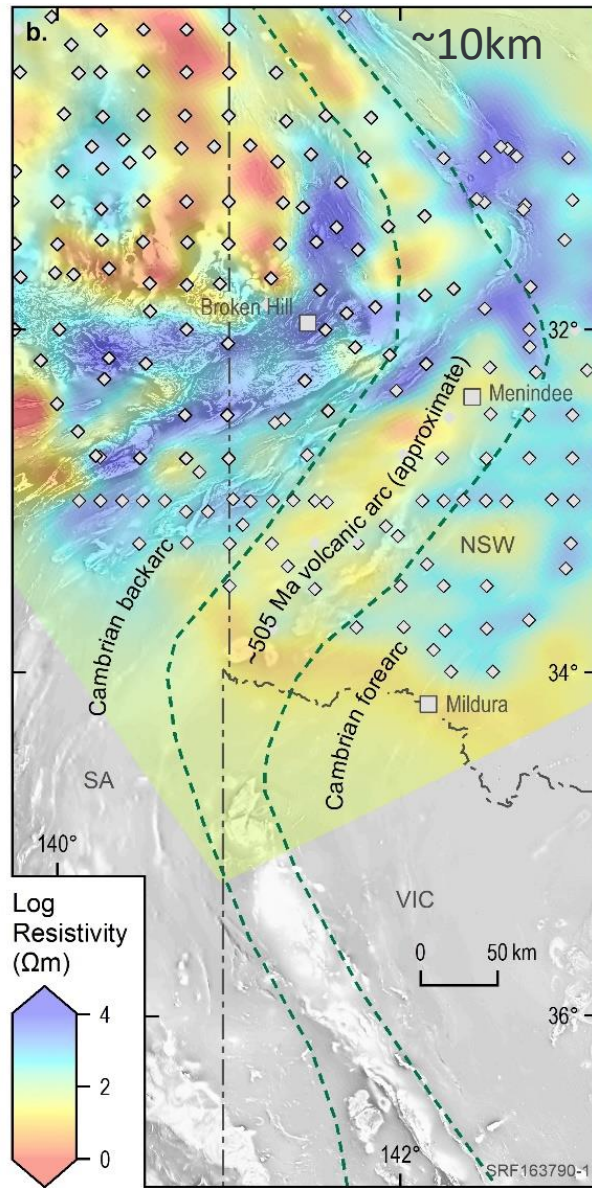 b.
~10km
Broken Hill
32°
Menindee
~505 Ma volcanic arc (approximate)
NSW
Cambrian backarc
Cambrian forearc
34°
Mildura
SA
140°
VIC
Log
Resistivity
(Ωm)
4
2
0
0 50 km
36°
142°
SRF163790-1